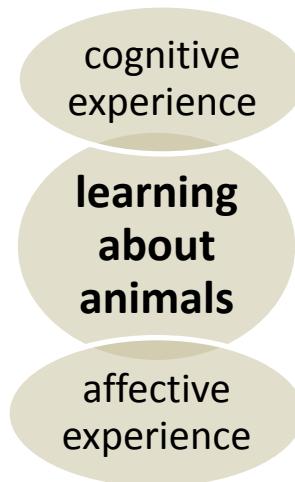 cognitive
experience
learning
about
animals
affective
experience